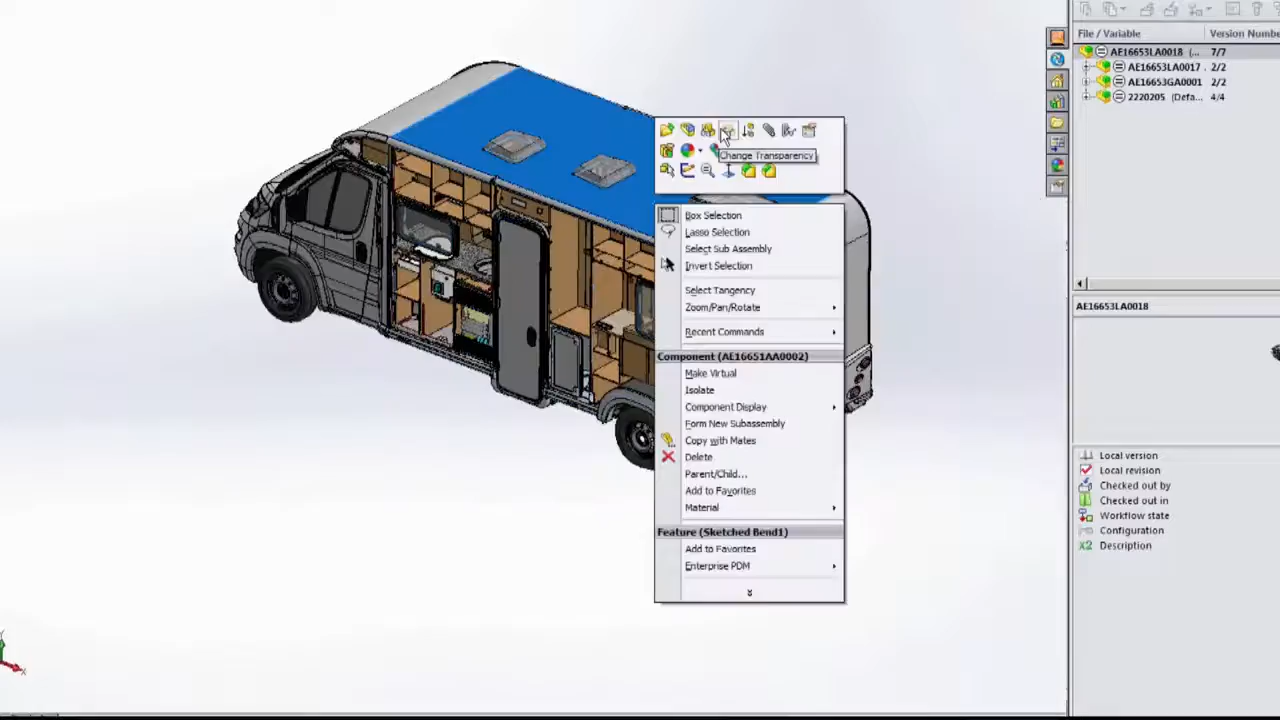 File / Variable Version Numbe
AE16653LA0018 (... 7/7
AE16653LA0017 . 2/2
AE16653GA0001 2/2
2220205 (Defa... 4/4
Change Transparency
Box Selection
Lasso Selection
Select Sub Assembly
Invert Selection
Select Tangency
Zoom/Pan/Rotate
Recent Commands
Component (AE16651AA0002)
Make Virtual
Isolate
Component Display
Form New Subassembly
Copy with Mates
Delete
Parent/Child...
Add to Favorites
Material
Feature (Sketched Bend1)
Add to Favorites
Enterprise PDM
AE16653LA0018
Local version
Local revision
Checked out by
Checked out in
Workflow state
Configuration
Description